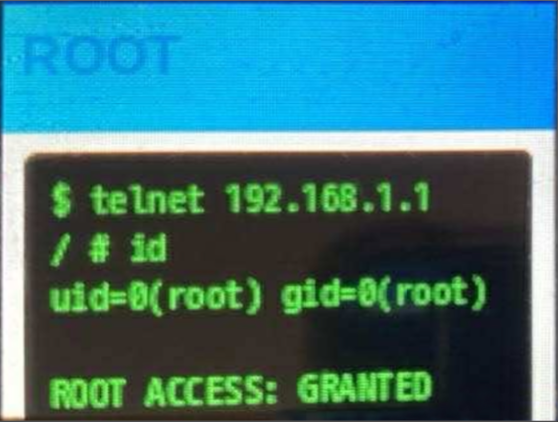 ROOT
$ telnet 192.168.1.1
/ # id
uid=0(root) gid=0(root)
ROOT ACCESS: GRANTED